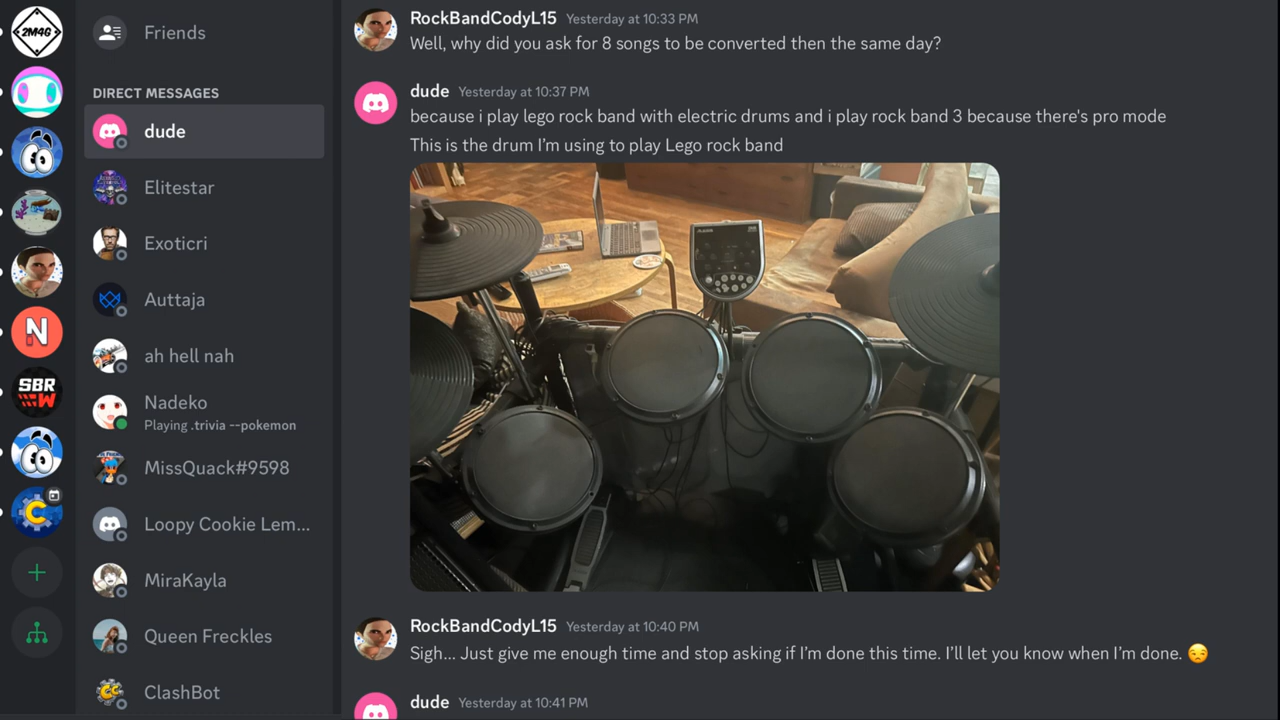 2M4G
N
SBR
W
Friends
DIRECT MESSAGES
dude
Elitestar
Exoticri
Auttaja
ah hell nah
Nadeko
Playing .trivia --pokemon
MissQuack#9598
Loopy Cookie Lem...
MiraKayla
Queen Freckles
ClashBot
RockBandCodyL15 Yesterday at 10:33 PM
Well, why did you ask for 8 songs to be converted then the same day?
dude Yesterday at 10:37 PM
because i play lego rock band with electric drums and i play rock band 3 because there's pro mode
This is the drum I'm using to play Lego rock band
RockBandCodyL15 Yesterday at 10:40 PM
Sigh... Just give me enough time and stop asking if I'm done this time. I'll let you know when I'm done. 😒
dude Yesterday at 10:41 PM